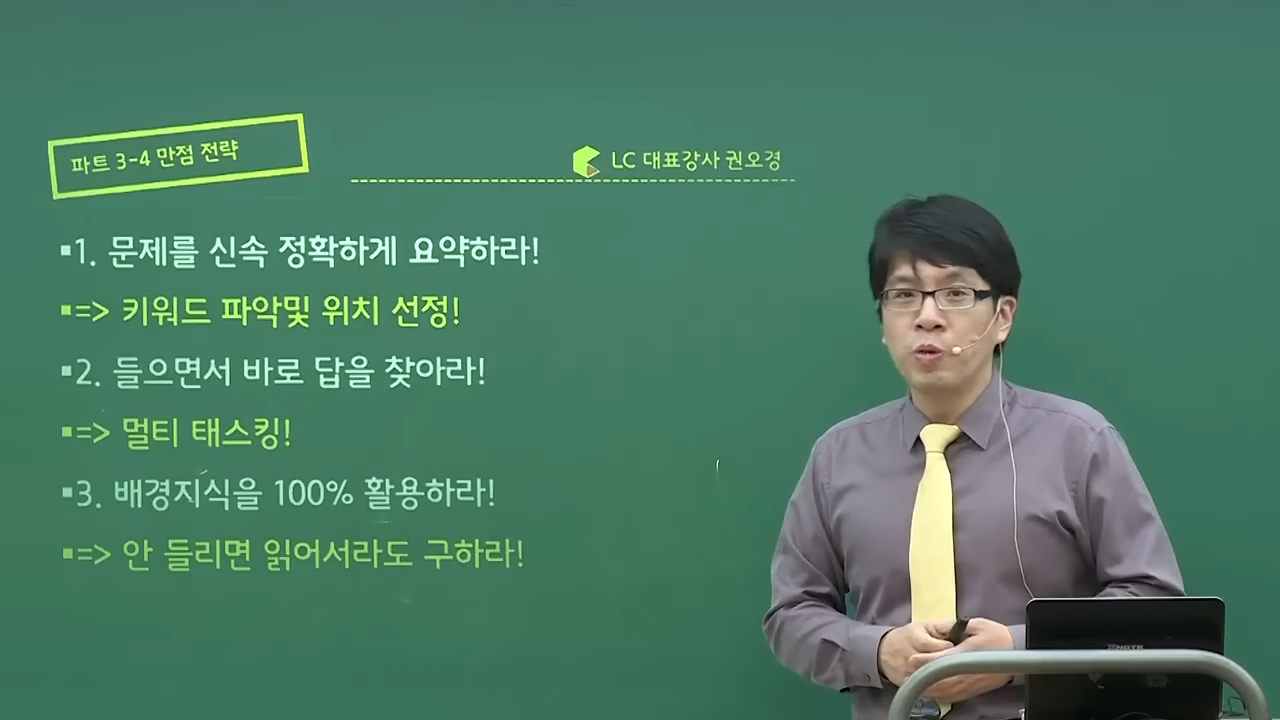 파트 3-4 만점 전략
LC 대표강사 권오경
▪1. 문제를 신속 정확하게 요약하라!
▪=> 키워드 파악및 위치 선정!
▪2. 들으면서 바로 답을 찾아라!
▪=> 멀티 태스킹!
▪3. 배경지식을 100% 활용하라!
▪=> 안 들리면 읽어서라도 구하라!